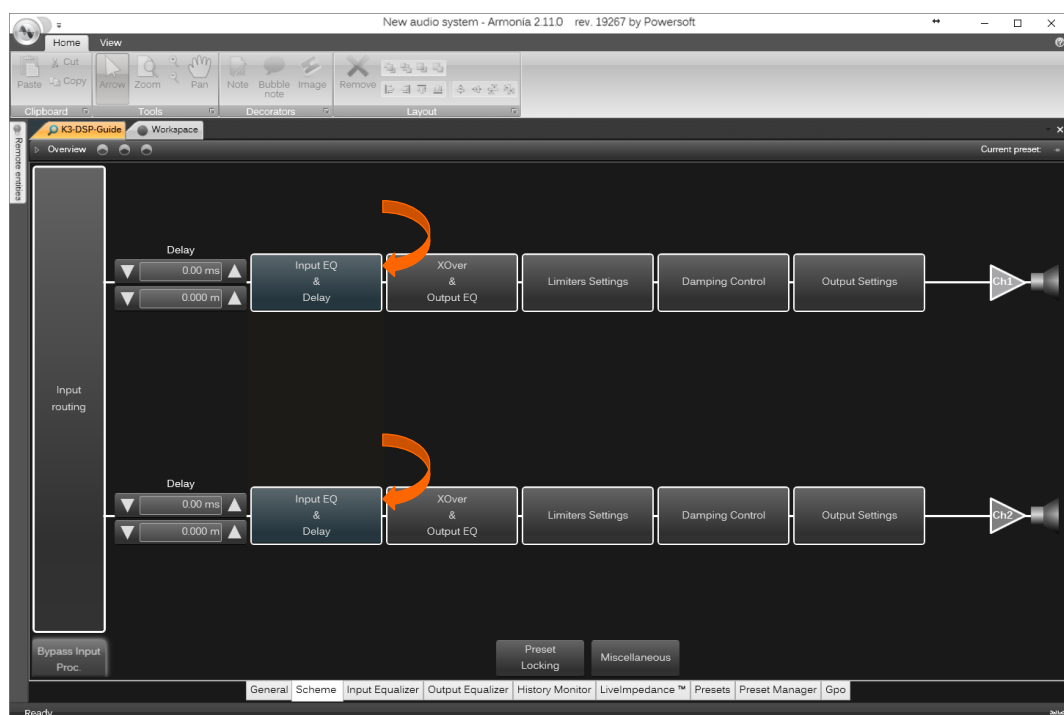 New audio system - Armonía 2.11.0 rev. 19267 by Powersoft
Home View
Cut
Copy
Paste Arrow Zoom Pan Note Bubble note Image Remove
Clipboard Tools Decorators Layout
K3-DSP-Guide Workspace
Overview Current preset: -
Remote entities
Delay
0.00 ms
0.000 m
Input EQ
&
Delay
XOver
&
Output EQ
Limiters Settings
Damping Control
Output Settings
Ch1
Input
routing
Delay
0.00 ms
0.000 m
Input EQ
&
Delay
XOver
&
Output EQ
Limiters Settings
Damping Control
Output Settings
Ch2
Bypass Input
Proc.
Preset
Locking
Miscellaneous
General Scheme Input Equalizer Output Equalizer History Monitor LiveImpedance ™ Presets Preset Manager Gpo
Ready